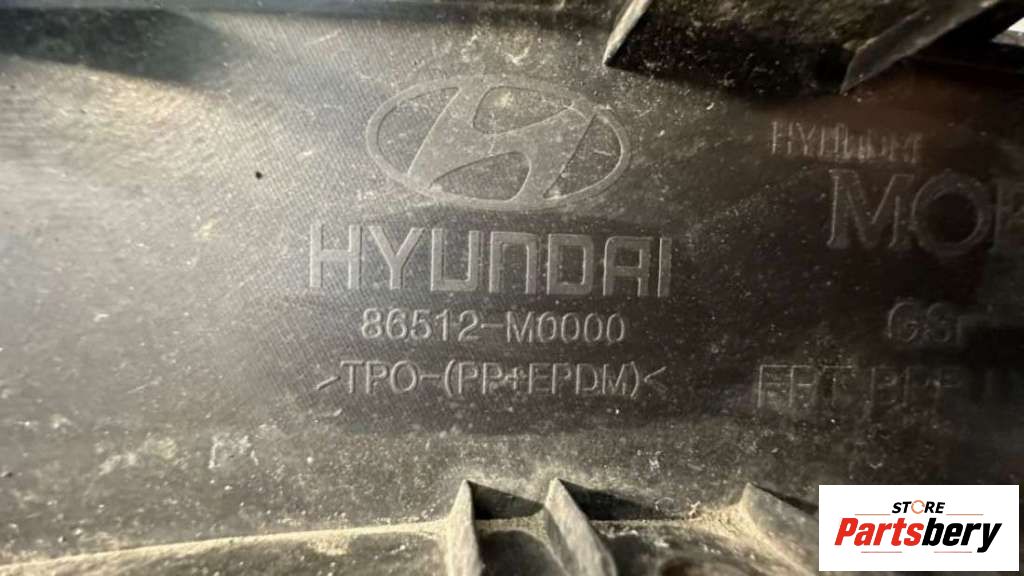 HYUNDAI
86512-M0000
>TPO-(PP+EPDM)<
HYUNDAI
STORE
Partsbery